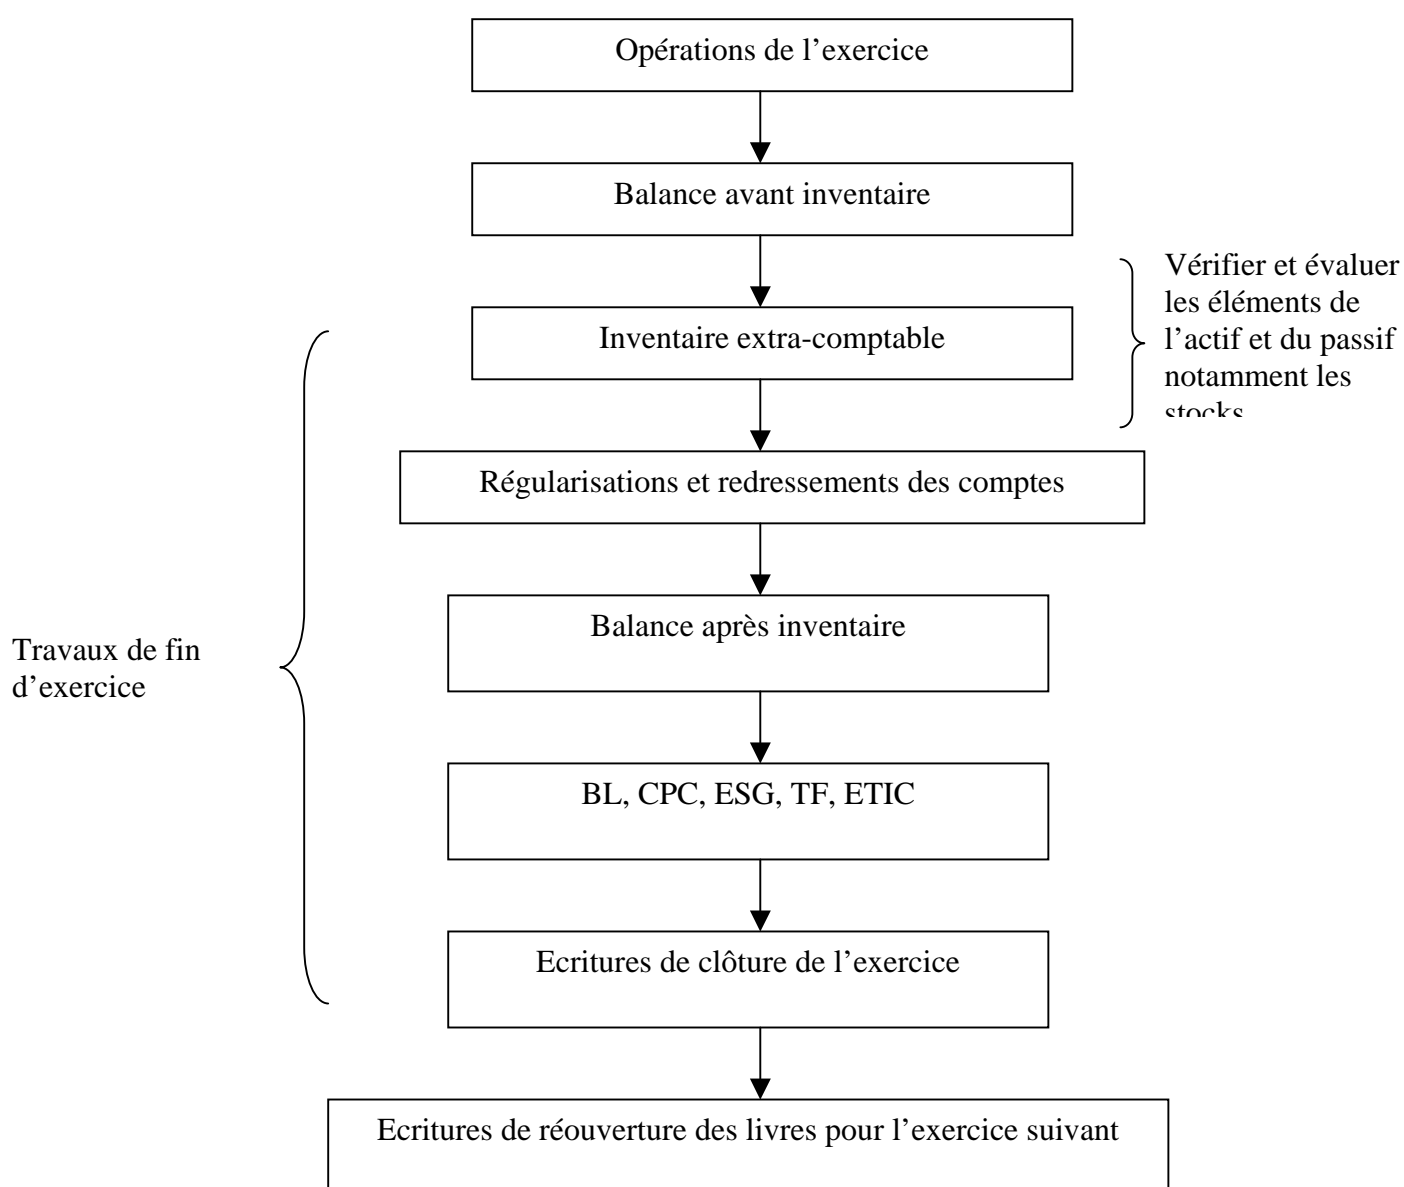 Opérations de l’exercice
Balance avant inventaire
Vérifier et évaluer
les éléments de
l’actif et du passif
notamment les
stocks
Inventaire extra-comptable
Régularisations et redressements des comptes
Balance après inventaire
Travaux de fin
d’exercice
BL, CPC, ESG, TF, ETIC
Ecritures de clôture de l’exercice
Ecritures de réouverture des livres pour l’exercice suivant